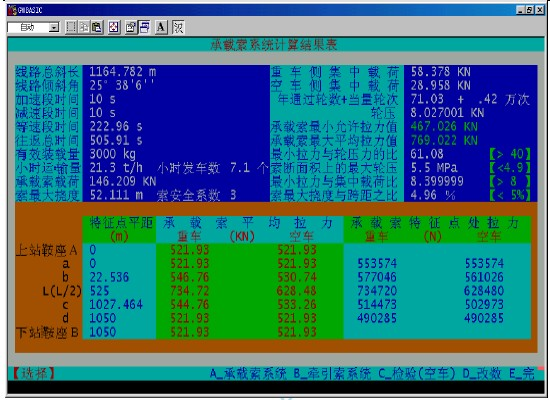 GWBASIC
自动 A 汉
承载索系统计算结果表
线路总斜长 1164.782 m 重车侧集中载荷 58.378 KN
线路倾斜角 25° 38'6'' 空车侧集中载荷 28.958 KN
加速段时间 10 s 年通过轮数+当量轮次 71.03 + .42 万次
减速段时间 10 s 轮压 8.027001 KN
等速段时间 222.96 s 承载索最小允许拉力值 467.026 KN
往返总时间 505.91 s 承载索最大平均拉力值 769.022 KN
有效装载量 3000 kg 最小拉力与轮压力的比 61.08 【> 40】
小时运输量 21.3 t/h 小时发车数 7.1 个 索断面积上的最大轮压 5.5 MPa 【<4.9】
承载索载荷 146.209 KN 最小拉力与集中载荷比 8.399999 【> 8 】
索最大挠度 52.111 m 索安全系数 3 索最大挠度与跨距之比 4.96 % 【< 5%】
特征点平距 承载索平均拉力 承载索特征点处拉力
(m) 重车 (KN) 空车 重车 (N) 空车
上站鞍座A 0 521.93 521.93
a 0 521.93 521.93 553574 553574
b 22.536 546.76 530.74 577046 561026
L(L/2) 525 734.72 628.48 734720 628480
c 1027.464 544.76 533.26 514473 502973
d 1050 521.93 521.93 490285 490285
下站鞍座B 1050 521.93 521.93
【选择】 A_承载索系统 B_牵引索系统 C_检验(空车) D_改数 E_完